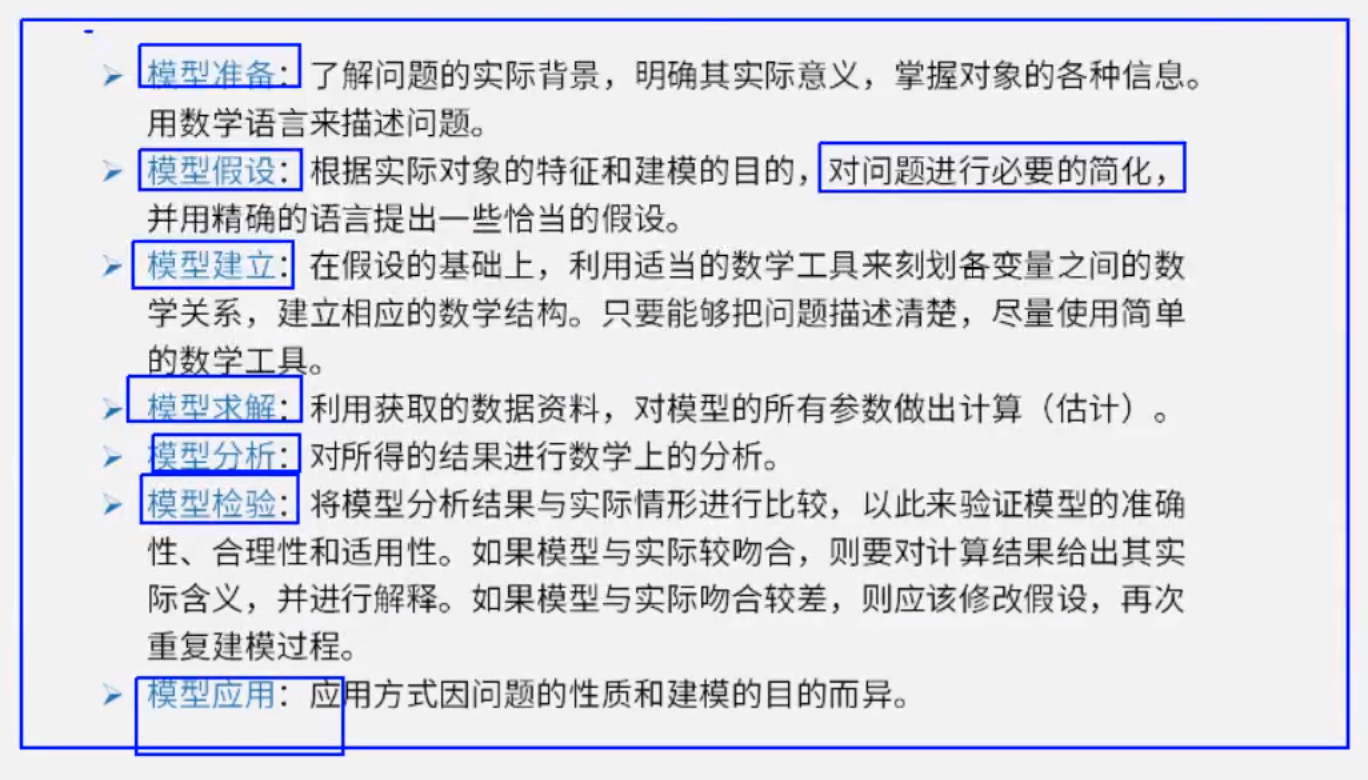 模型准备：了解问题的实际背景，明确其实际意义，掌握对象的各种信息。
用数学语言来描述问题。
模型假设：根据实际对象的特征和建模的目的，对问题进行必要的简化，
并用精确的语言提出一些恰当的假设。
模型建立：在假设的基础上，利用适当的数学工具来刻划各变量之间的数
学关系，建立相应的数学结构。只要能够把问题描述清楚，尽量使用简单
的数学工具。
模型求解：利用获取的数据资料，对模型的所有参数做出计算（估计）。
模型分析：对所得的结果进行数学上的分析。
模型检验：将模型分析结果与实际情形进行比较，以此来验证模型的准确
性、合理性和适用性。如果模型与实际较吻合，则要对计算结果给出其实
际含义，并进行解释。如果模型与实际吻合较差，则应该修改假设，再次
重复建模过程。
模型应用：应用方式因问题的性质和建模的目的而异。